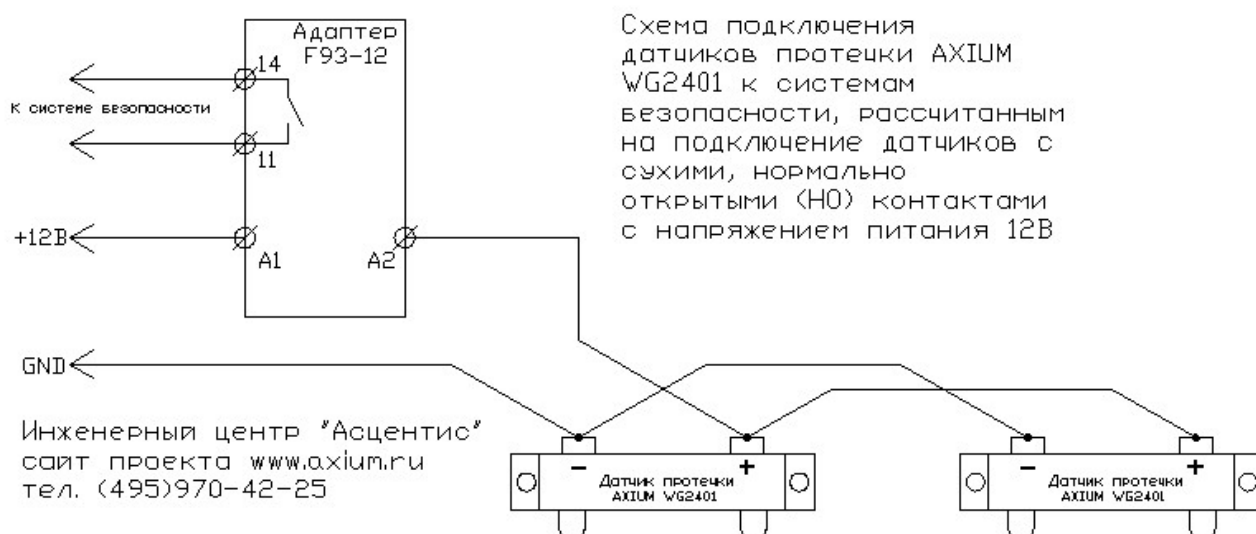 Адаптер
F93-12
14
К системе безопасности
11
+12В
А1
А2
GND
Схема подключения
датчиков протечки AXIUM
WG2401 к системам
безопасности, рассчитанным
на подключение датчиков с
сухими, нормально
открытыми (НО) контактами
с напряжением питания 12В
Инженерный центр "Асцентис"
сайт проекта www.axium.ru
тел. (495)970-42-25
− +
Датчик протечки
AXIUM WG2401
− +
Датчик протечки
AXIUM WG2401